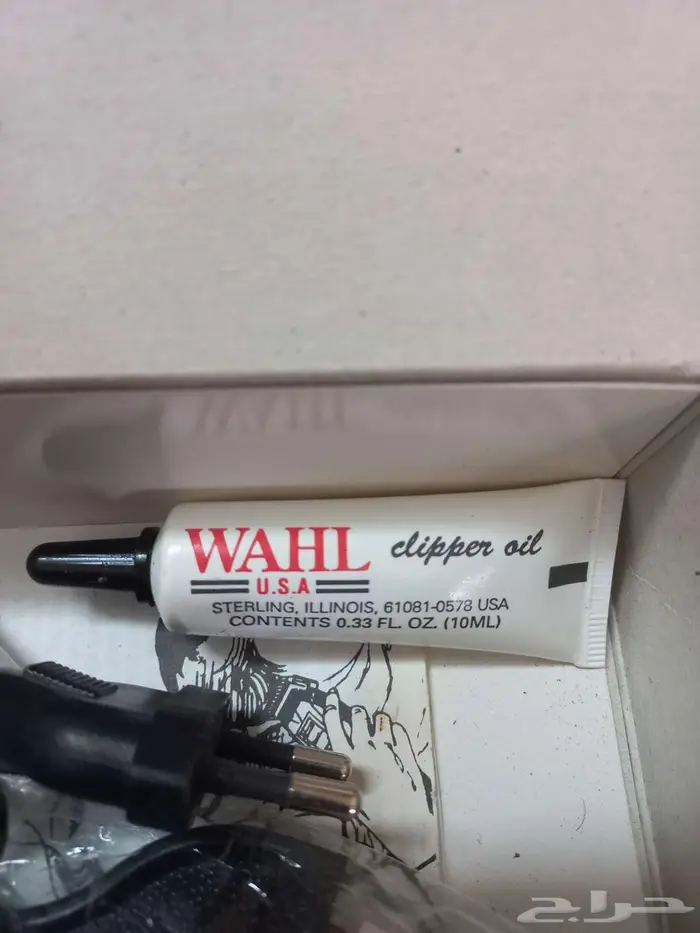 WAHL clipper oil
U.S.A
STERLING, ILLINOIS, 61081-0578 USA
CONTENTS 0.33 FL. OZ. (10ML)
حراج